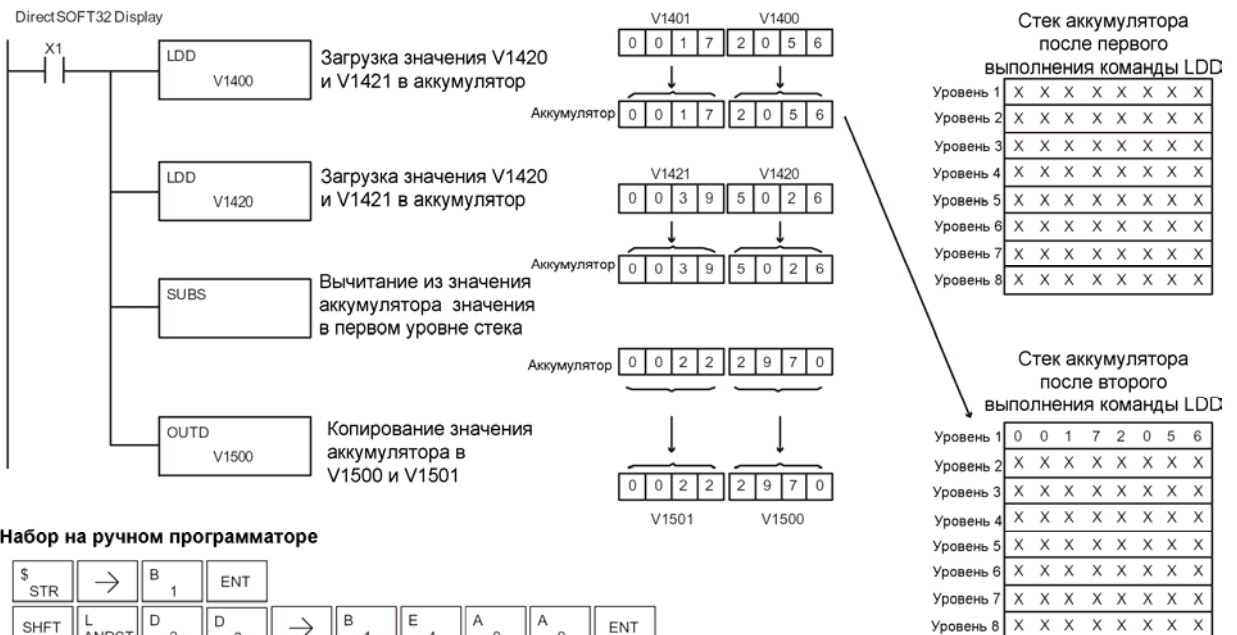 DirectSOFT32 Display
X1
LDD
V1400
Загрузка значения V1420
и V1421 в аккумулятор
V1401 V1400
0 0 1 7 2 0 5 6
Аккумулятор 0 0 1 7 2 0 5 6
LDD
V1420
Загрузка значения V1420
и V1421 в аккумулятор
V1421 V1420
0 0 3 9 5 0 2 6
Аккумулятор 0 0 3 9 5 0 2 6
SUBS
Вычитание из значения
аккумулятора значения
в первом уровне стека
Аккумулятор 0 0 2 2 2 9 7 0
OUTD
V1500
Копирование значения
аккумулятора в
V1500 и V1501
0 0 2 2 2 9 7 0
V1501 V1500
Стек аккумулятора
после первого
выполнения команды LDD
Уровень 1 X X X X X X X X
Уровень 2 X X X X X X X X
Уровень 3 X X X X X X X X
Уровень 4 X X X X X X X X
Уровень 5 X X X X X X X X
Уровень 6 X X X X X X X X
Уровень 7 X X X X X X X X
Уровень 8 X X X X X X X X
Стек аккумулятора
после второго
выполнения команды LDD
Уровень 1 0 0 1 7 2 0 5 6
Уровень 2 X X X X X X X X
Уровень 3 X X X X X X X X
Уровень 4 X X X X X X X X
Уровень 5 X X X X X X X X
Уровень 6 X X X X X X X X
Уровень 7 X X X X X X X X
Уровень 8 X X X X X X X X
Набор на ручном программаторе
$ STR B 1 ENT
SHFT L D D B E A A ENT